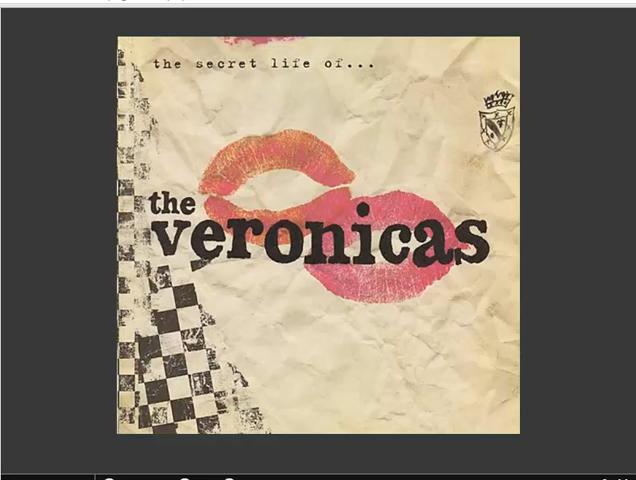 the secret life of...
the
veronicas